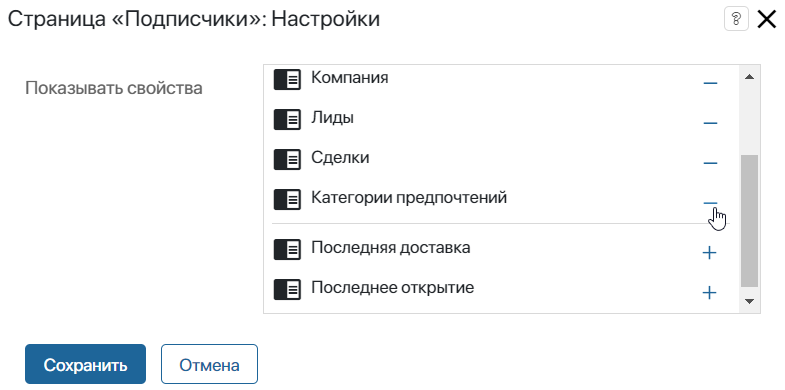 Страница «Подписчики»: Настройки
?
Показывать свойства
Компания
Лиды
Сделки
Категории предпочтений
Последняя доставка
Последнее открытие
Сохранить
Отмена